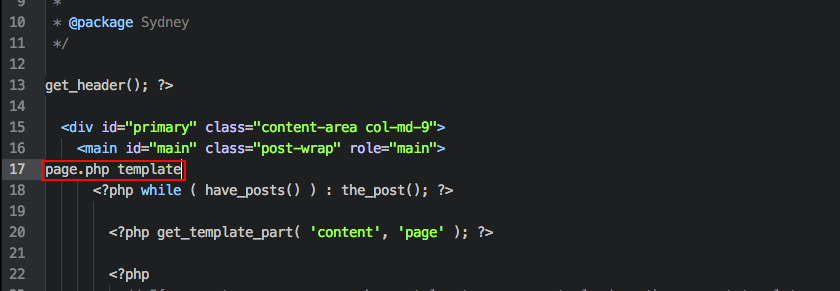 9 *
10 * @package Sydney
11 */
12
13 get_header(); ?>
14
15 <div id="primary" class="content-area col-md-9">
16 <main id="main" class="post-wrap" role="main">
17 page.php template
18 <?php while ( have_posts() ) : the_post(); ?>
19
20 <?php get_template_part( 'content', 'page' ); ?>
21
22 <?php